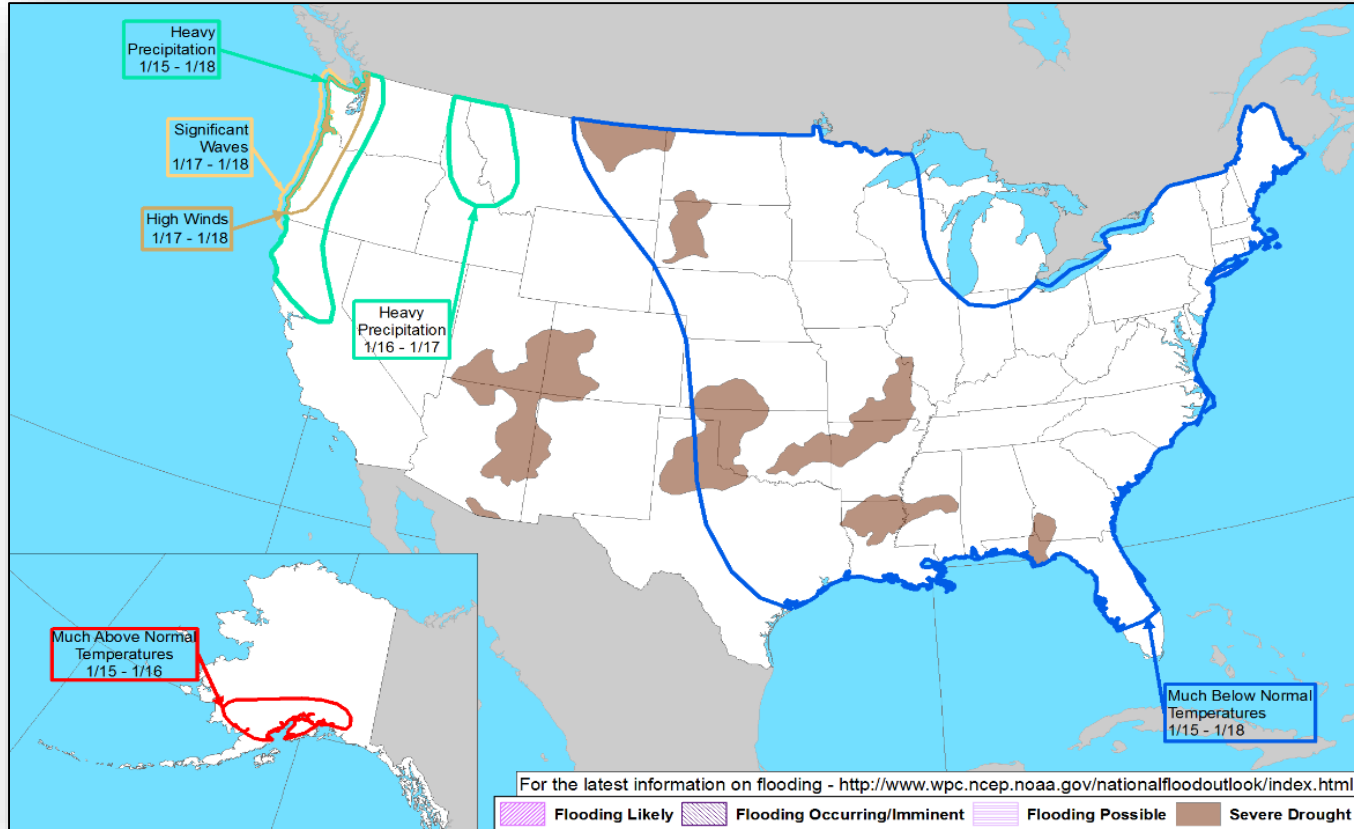 Heavy
Precipitation
1/15 - 1/18
Significant
Waves
1/17 - 1/18
High Winds
1/17 - 1/18
Heavy
Precipitation
1/16 - 1/17
Much Above Normal
Temperatures
1/15 - 1/16
Much Below Normal
Temperatures
1/15 - 1/18
For the latest information on flooding - http://www.wpc.ncep.noaa.gov/nationalfloodoutlook/index.html
Flooding Likely
Flooding Occurring/Imminent
Flooding Possible
Severe Drought